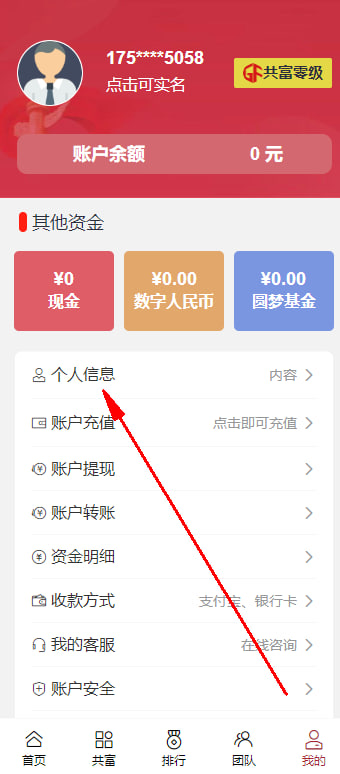 175****5058
点击可实名
共富零级
账户余额 0 元
其他资金
¥0 ¥0.00 ¥0.00
现金 数字人民币 圆梦基金
个人信息 内容
账户充值 点击即可充值
账户提现
账户转账
资金明细
收款方式 支付宝、银行卡
我的客服 在线咨询
账户安全
首页 共富 排行 团队 我的